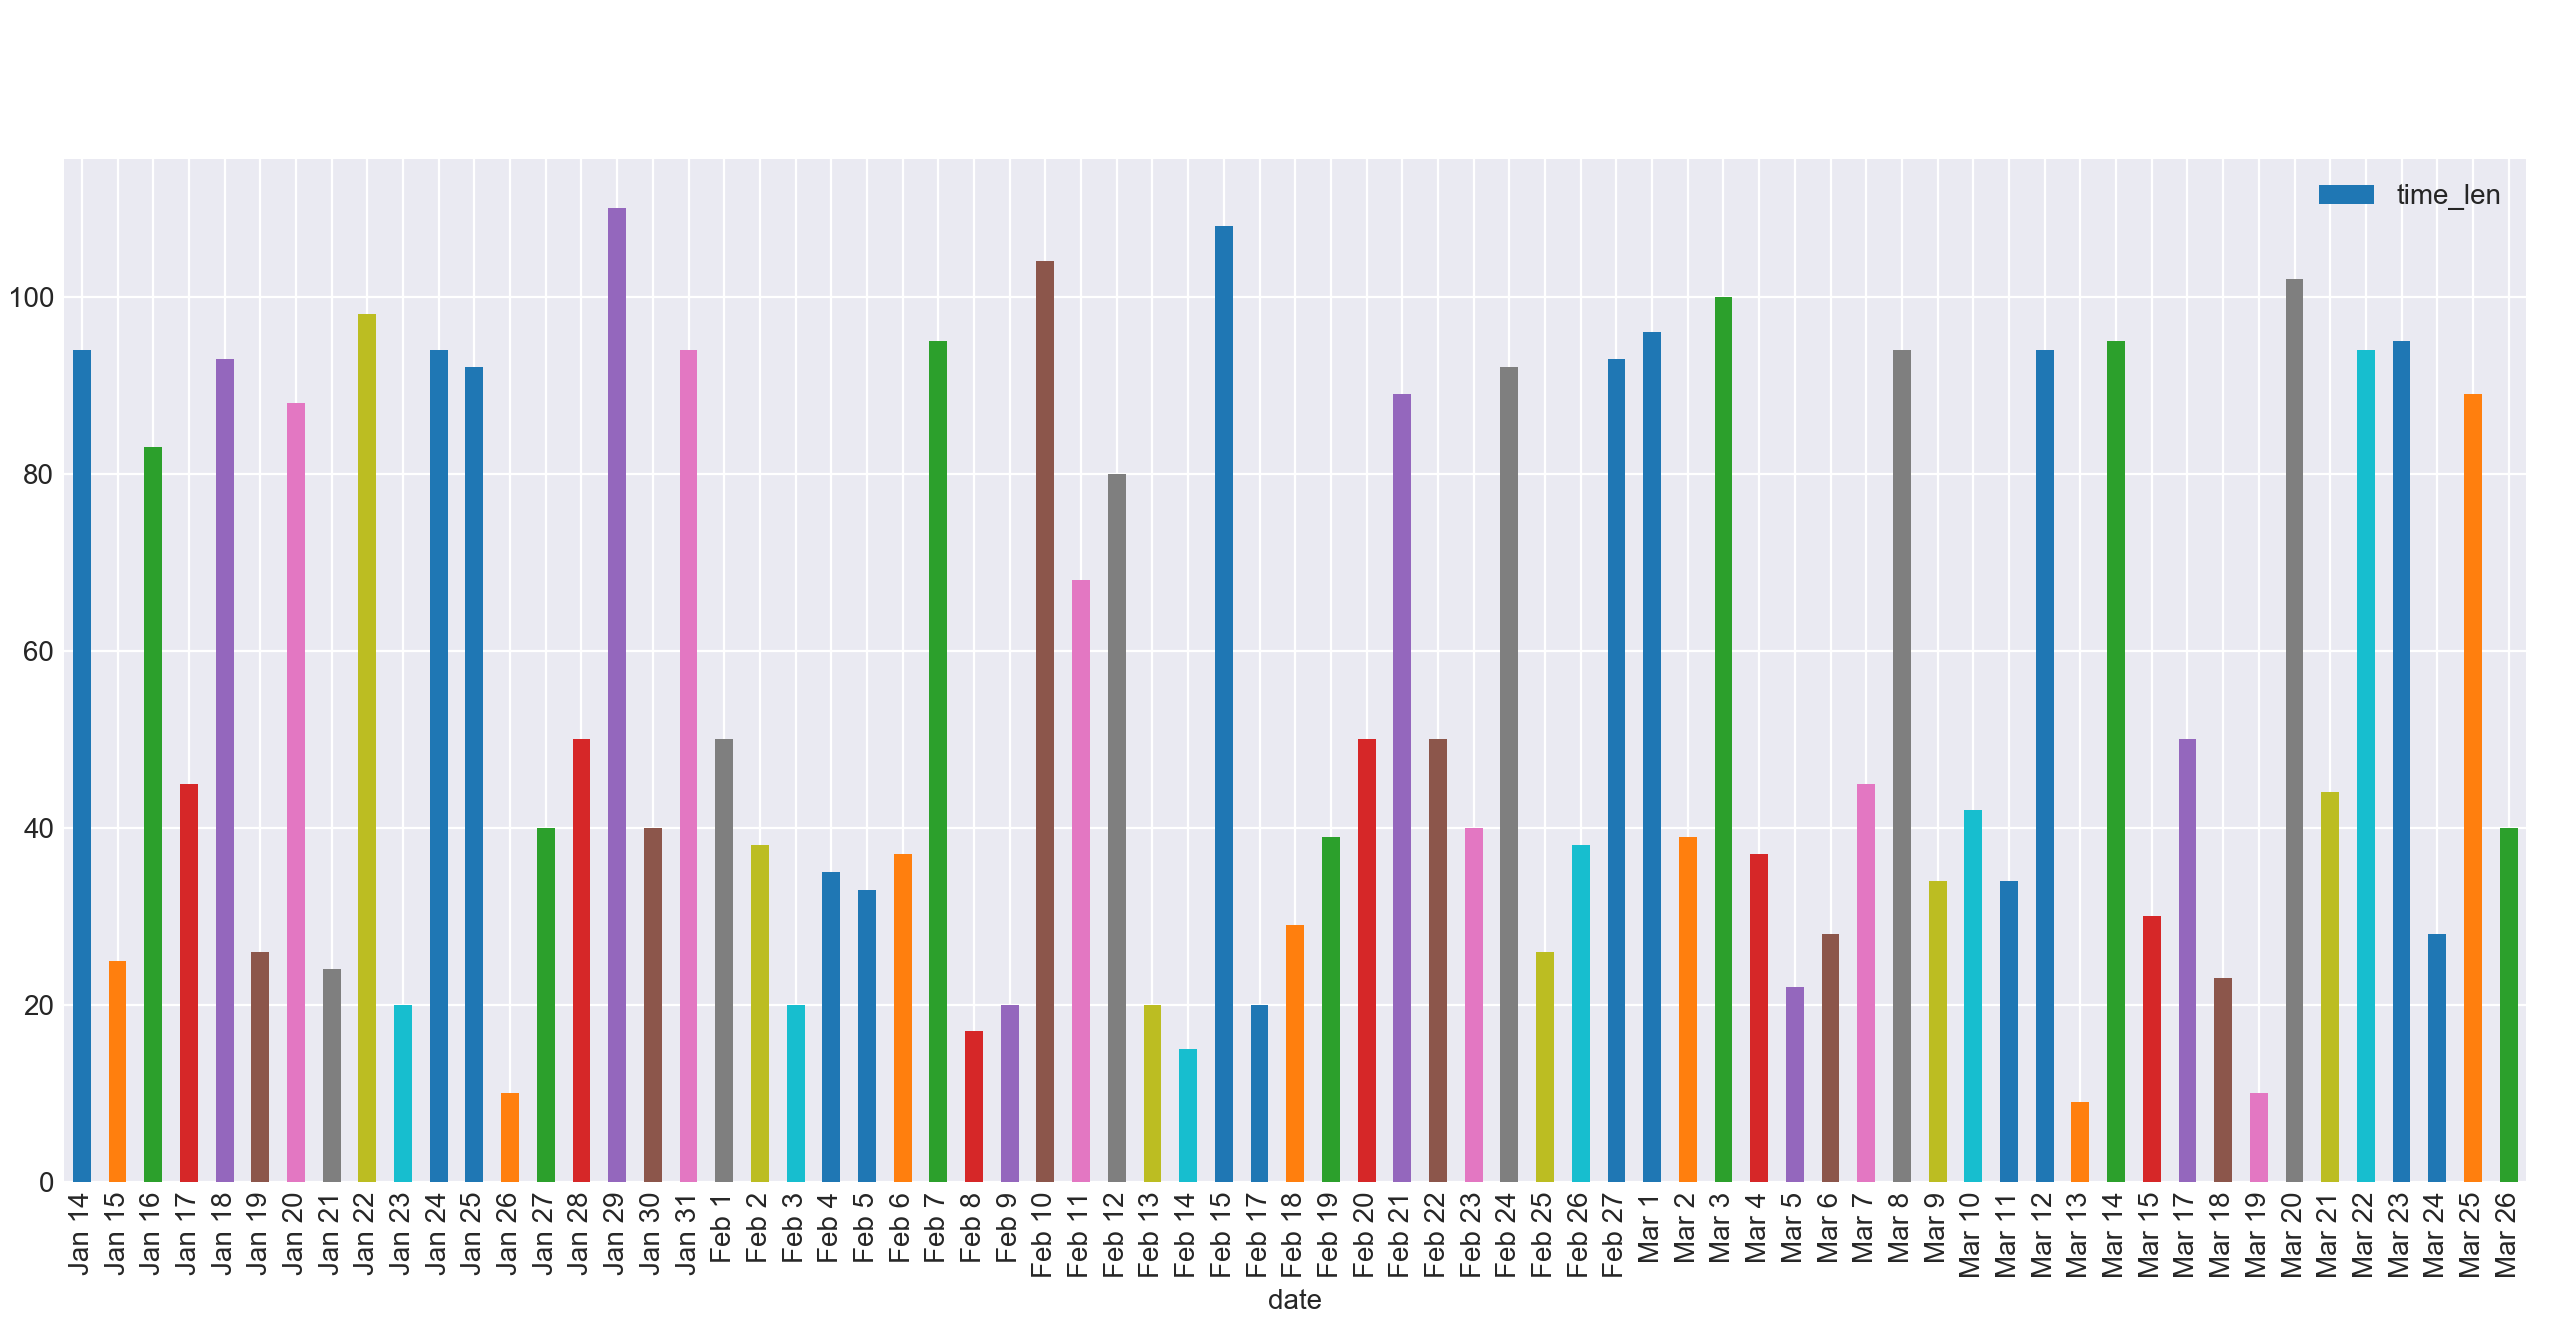 time_len
100
80
60
40
20
0
Jan 14
Jan 15
Jan 16
Jan 17
Jan 18
Jan 19
Jan 20
Jan 21
Jan 22
Jan 23
Jan 24
Jan 25
Jan 26
Jan 27
Jan 28
Jan 29
Jan 30
Jan 31
Feb 1
Feb 2
Feb 3
Feb 4
Feb 5
Feb 6
Feb 7
Feb 8
Feb 9
Feb 10
Feb 11
Feb 12
Feb 13
Feb 14
Feb 15
Feb 17
Feb 18
Feb 19
Feb 20
Feb 21
Feb 22
Feb 23
Feb 24
Feb 25
Feb 26
Feb 27
Mar 1
Mar 2
Mar 3
Mar 4
Mar 5
Mar 6
Mar 7
Mar 8
Mar 9
Mar 10
Mar 11
Mar 12
Mar 13
Mar 14
Mar 15
Mar 17
Mar 18
Mar 19
Mar 20
Mar 21
Mar 22
Mar 23
Mar 24
Mar 25
Mar 26
date